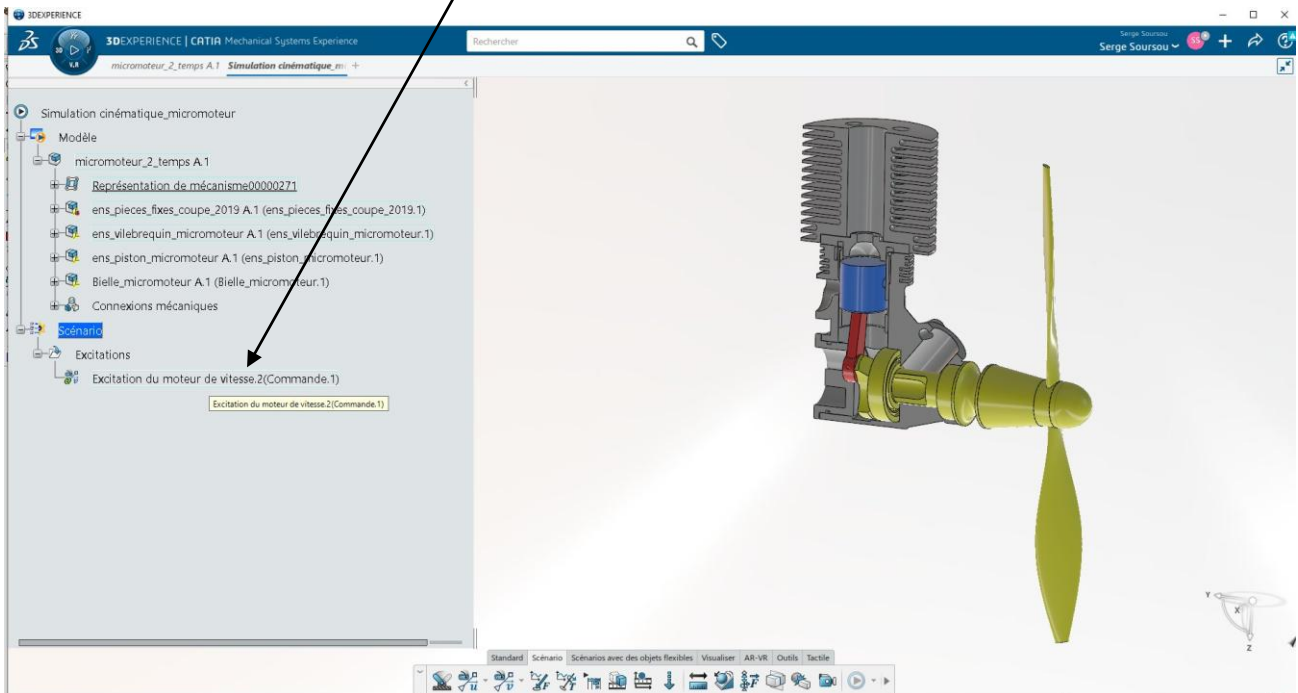 3DEXPERIENCE
3DEXPERIENCE | CATIA Mechanical Systems Experience
Rechercher
Serge Soursou
Serge Soursou
SS
3D
V.R
micromoteur_2_temps A.1
Simulation cinématique_m
Simulation cinématique_micromoteur
Modèle
micromoteur_2_temps A.1
Représentation de mécanisme00000271
ens_pieces_fixes_coupe_2019 A.1 (ens_pieces_fixes_coupe_2019.1)
ens_vilebrequin_micromoteur A.1 (ens_vilebrequin_micromoteur.1)
ens_piston_micromoteur A.1 (ens_piston_micromoteur.1)
Bielle_micromoteur A.1 (Bielle_micromoteur.1)
Connexions mécaniques
Scénario
Excitations
Excitation du moteur de vitesse.2(Commande.1)
Excitation du moteur de vitesse.2(Commande.1)
Y
X
Z
Standard Scénario Scénarios avec des objets flexibles Visualiser AR-VR Outils Tactile